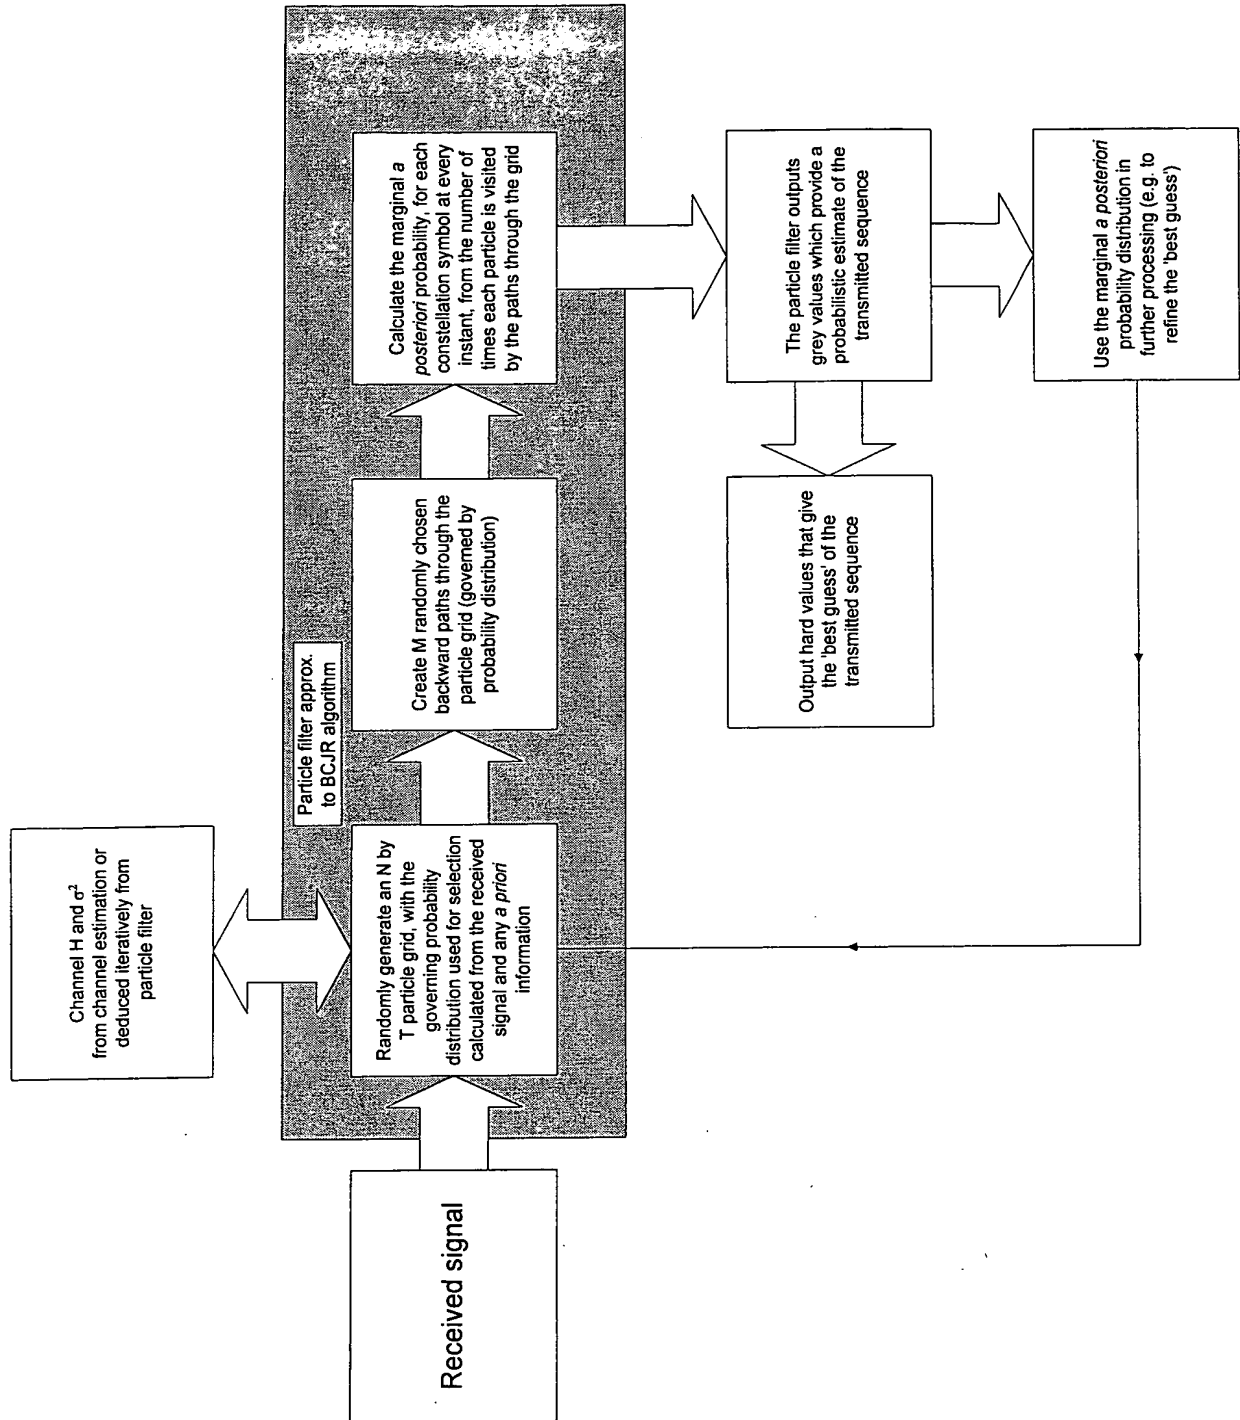 Channel H and σ²
from channel estimation or
deduced iteratively from
particle filter
Received signal
Particle filter approx.
to BCJR algorithm
Randomly generate an N by
T particle grid, with the
governing probability
distribution used for selection
calculated from the received
signal and any a priori
information
Create M randomly chosen
backward paths through the
particle grid (governed by
probability distribution)
Calculate the marginal a
posteriori probability, for each
constellation symbol at every
instant, from the number of
times each particle is visited
by the paths through the grid
Output hard values that give
the 'best guess' of the
transmitted sequence
The particle filter outputs
grey values which provide a
probabilistic estimate of the
transmitted sequence
Use the marginal a posteriori
probability distribution in
further processing (e.g. to
refine the 'best guess')